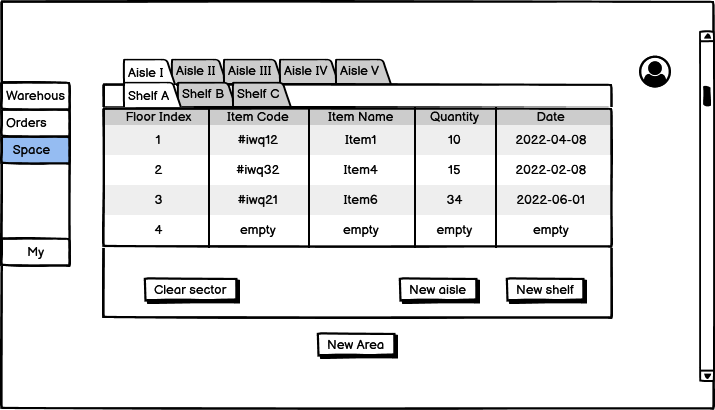 Aisle I Aisle II Aisle III Aisle IV Aisle V
Shelf A Shelf B Shelf C
Warehous
Orders
Space
My
Floor Index Item Code Item Name Quantity Date
1 #iwq12 Item1 10 2022-04-08
2 #iwq32 Item4 15 2022-02-08
3 #iwq21 Item6 34 2022-06-01
4 empty empty empty empty
Clear sector New aisle New shelf
New Area